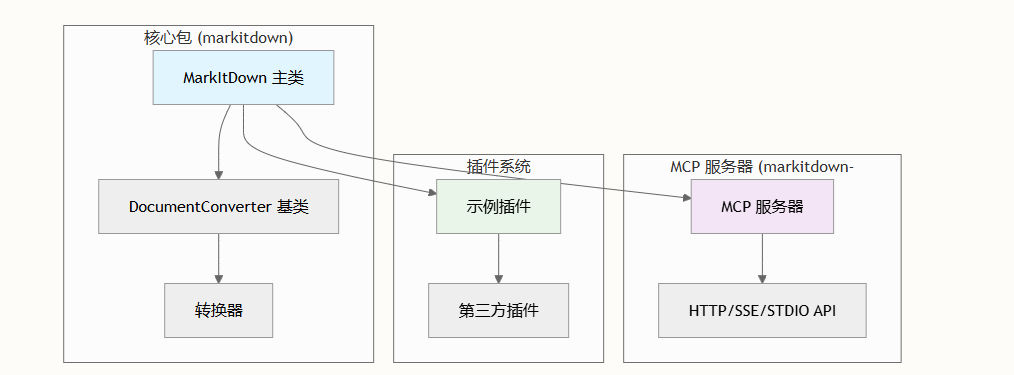 核心包 (markitdown)
MarkItDown 主类
DocumentConverter 基类
转换器
插件系统
示例插件
第三方插件
MCP 服务器 (markitdown-
MCP 服务器
HTTP/SSE/STDIO API